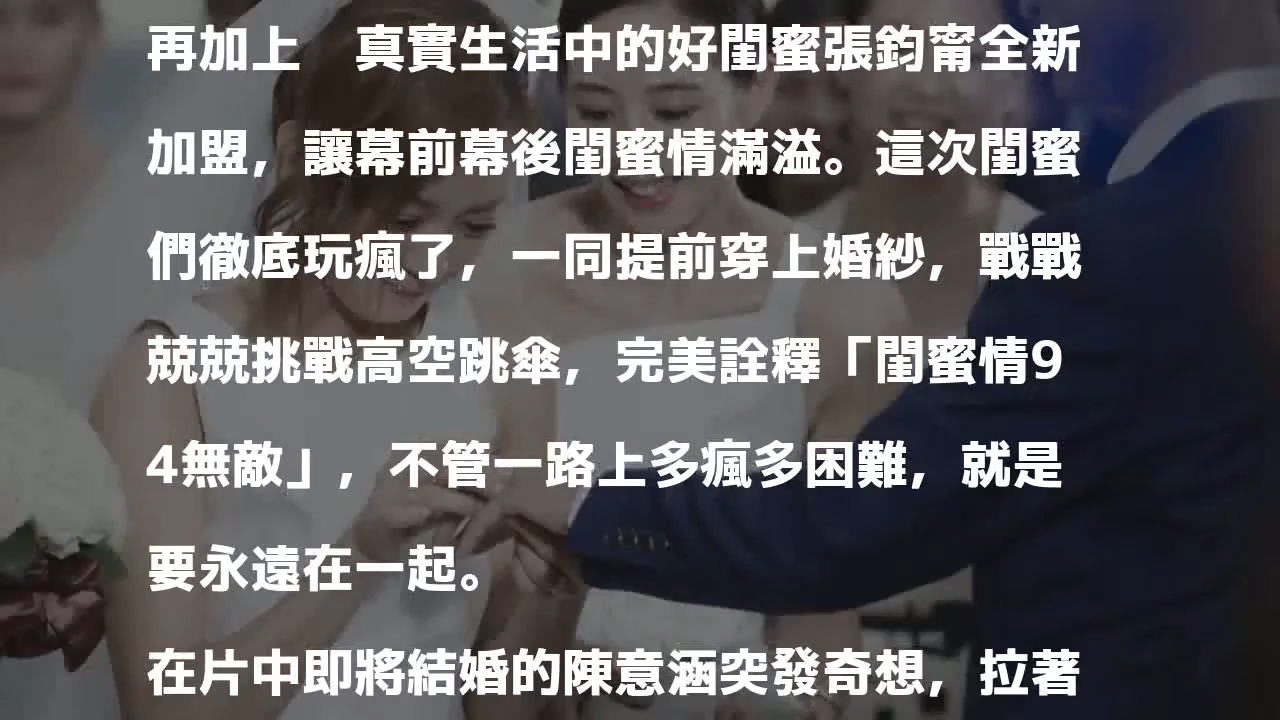 再加上　真實生活中的好閨蜜張鈞甯全新
加盟，讓幕前幕後閨蜜情滿溢。這次閨蜜
們徹底玩瘋了，一同提前穿上婚紗，戰戰
兢兢挑戰高空跳傘，完美詮釋「閨蜜情9
4無敵」，不管一路上多瘋多困難，就是
要永遠在一起。
在片中即將結婚的陳意涵突發奇想，拉著